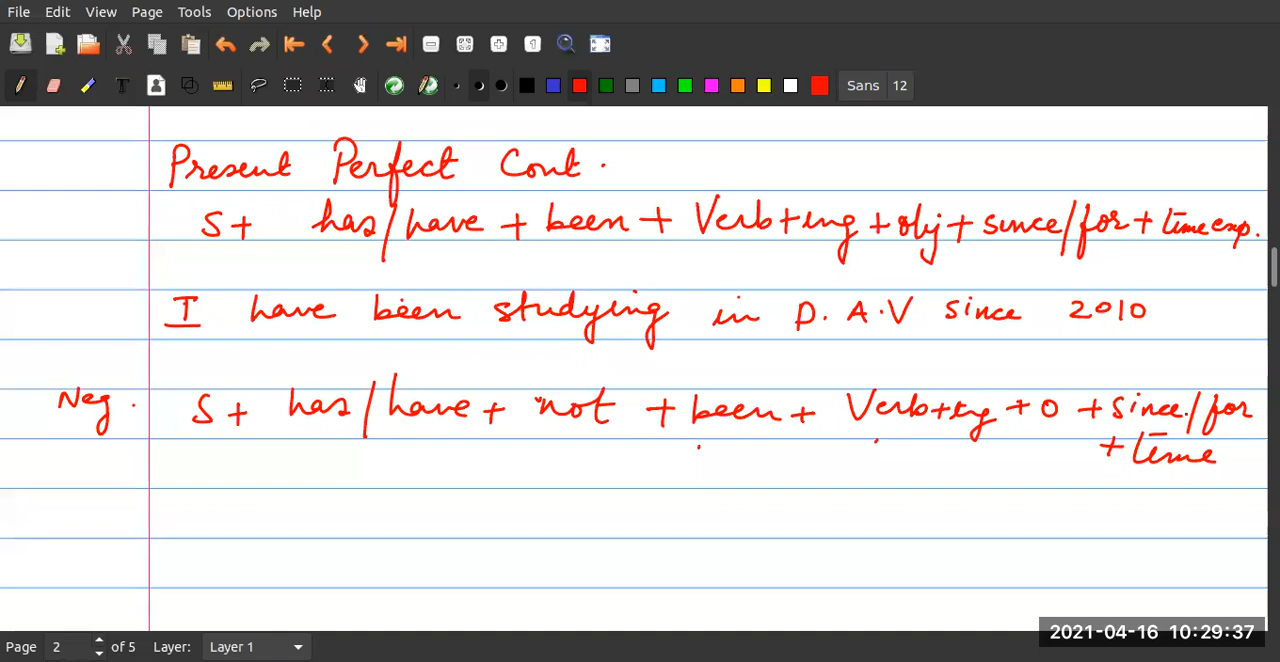 File Edit View Page Tools Options Help
Sans 12
Present Perfect Cont.
S+ has/have + been + Verb+ing + obj + since/for + time exp.
I have been studying in D.A.V since 2010
Neg. S+ has/have + not + been + Verb+ing + O + since/for
+ time
2021-04-16 10:29:37
Page 2 of 5 Layer: Layer 1